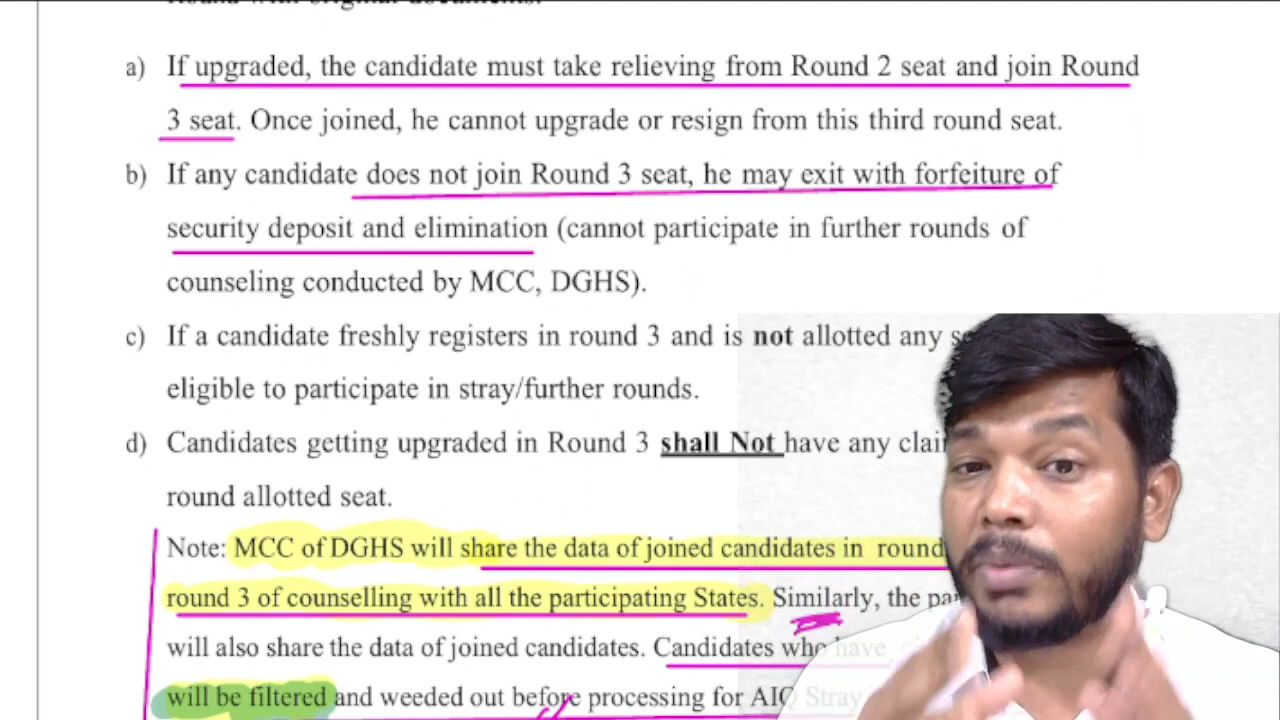 a) If upgraded, the candidate must take relieving from Round 2 seat and join Round
3 seat. Once joined, he cannot upgrade or resign from this third round seat.
b) If any candidate does not join Round 3 seat, he may exit with forfeiture of
security deposit and elimination (cannot participate in further rounds of
counseling conducted by MCC, DGHS).
c) If a candidate freshly registers in round 3 and is not allotted any
eligible to participate in stray/further rounds.
d) Candidates getting upgraded in Round 3 shall Not have any
round allotted seat.
Note: MCC of DGHS will share the data of joined candidates in round
round 3 of counselling with all the participating States. Similarly, the
will also share the data of joined candidates. Candidates who have
will be filtered and weeded out before processing for AIQ Stray